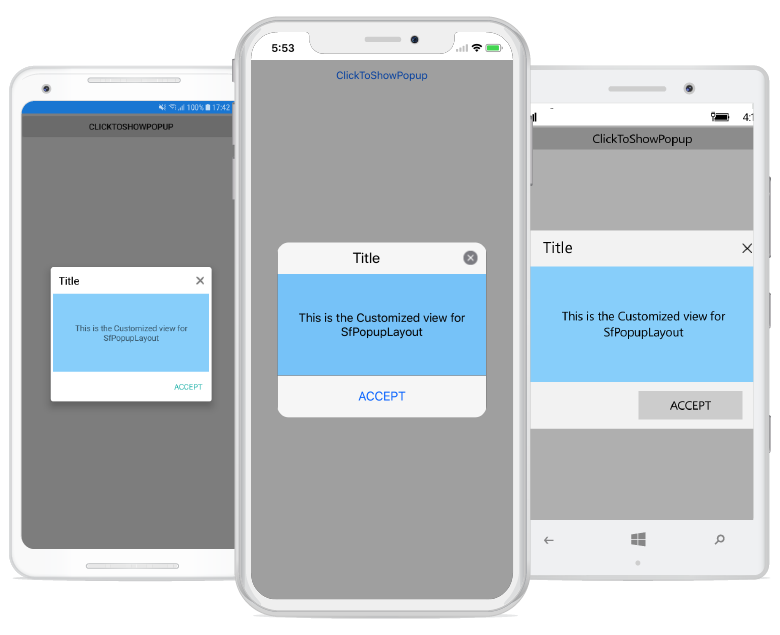 100% 17:42
CLICKTOSHOWPOPUP
Title
This is the Customized view for
SfPopupLayout
ACCEPT
5:53
ClickToShowPopup
Title
This is the Customized view for
SfPopupLayout
ACCEPT
4:1
ClickToShowPopup
Title
This is the Customized view for
SfPopupLayout
ACCEPT